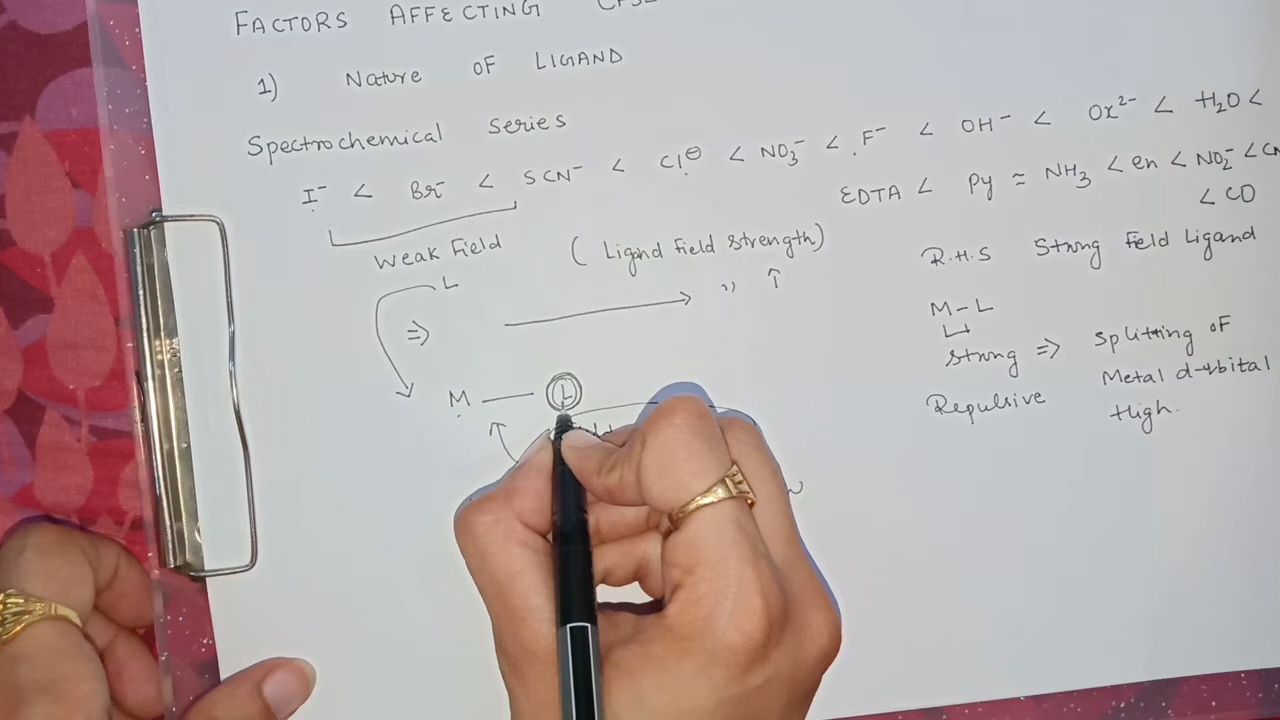 FACTORS AFFECTING
1) Nature OF LIGAND
Spectrochemical Series
I⁻ < Br⁻ < SCN⁻ < Cl⊖ < NO₃⁻ < F⁻ < OH⁻ < Ox²⁻ < H₂O <
EDTA < Py ≈ NH₃ < en < NO₂⁻ < CN
< CO
Weak Field
L
(Ligand field strength)
⇒ → ,, ↑
M — L
R.H.S Strong Field Ligand
M-L
strong ⇒ splitting OF
Repulsive Metal d-orbital
High.